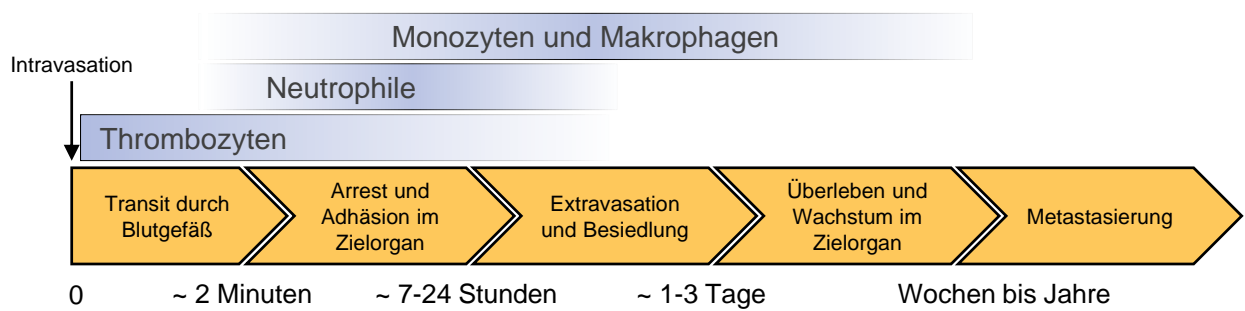 Monozyten und Makrophagen
Intravasation
Neutrophile
Thrombozyten
Transit durch
Blutgefäß
Arrest und
Adhäsion im
Zielorgan
Extravasation
und Besiedlung
Überleben und
Wachstum im
Zielorgan
Metastasierung
0
~ 2 Minuten
~ 7-24 Stunden
~ 1-3 Tage
Wochen bis Jahre